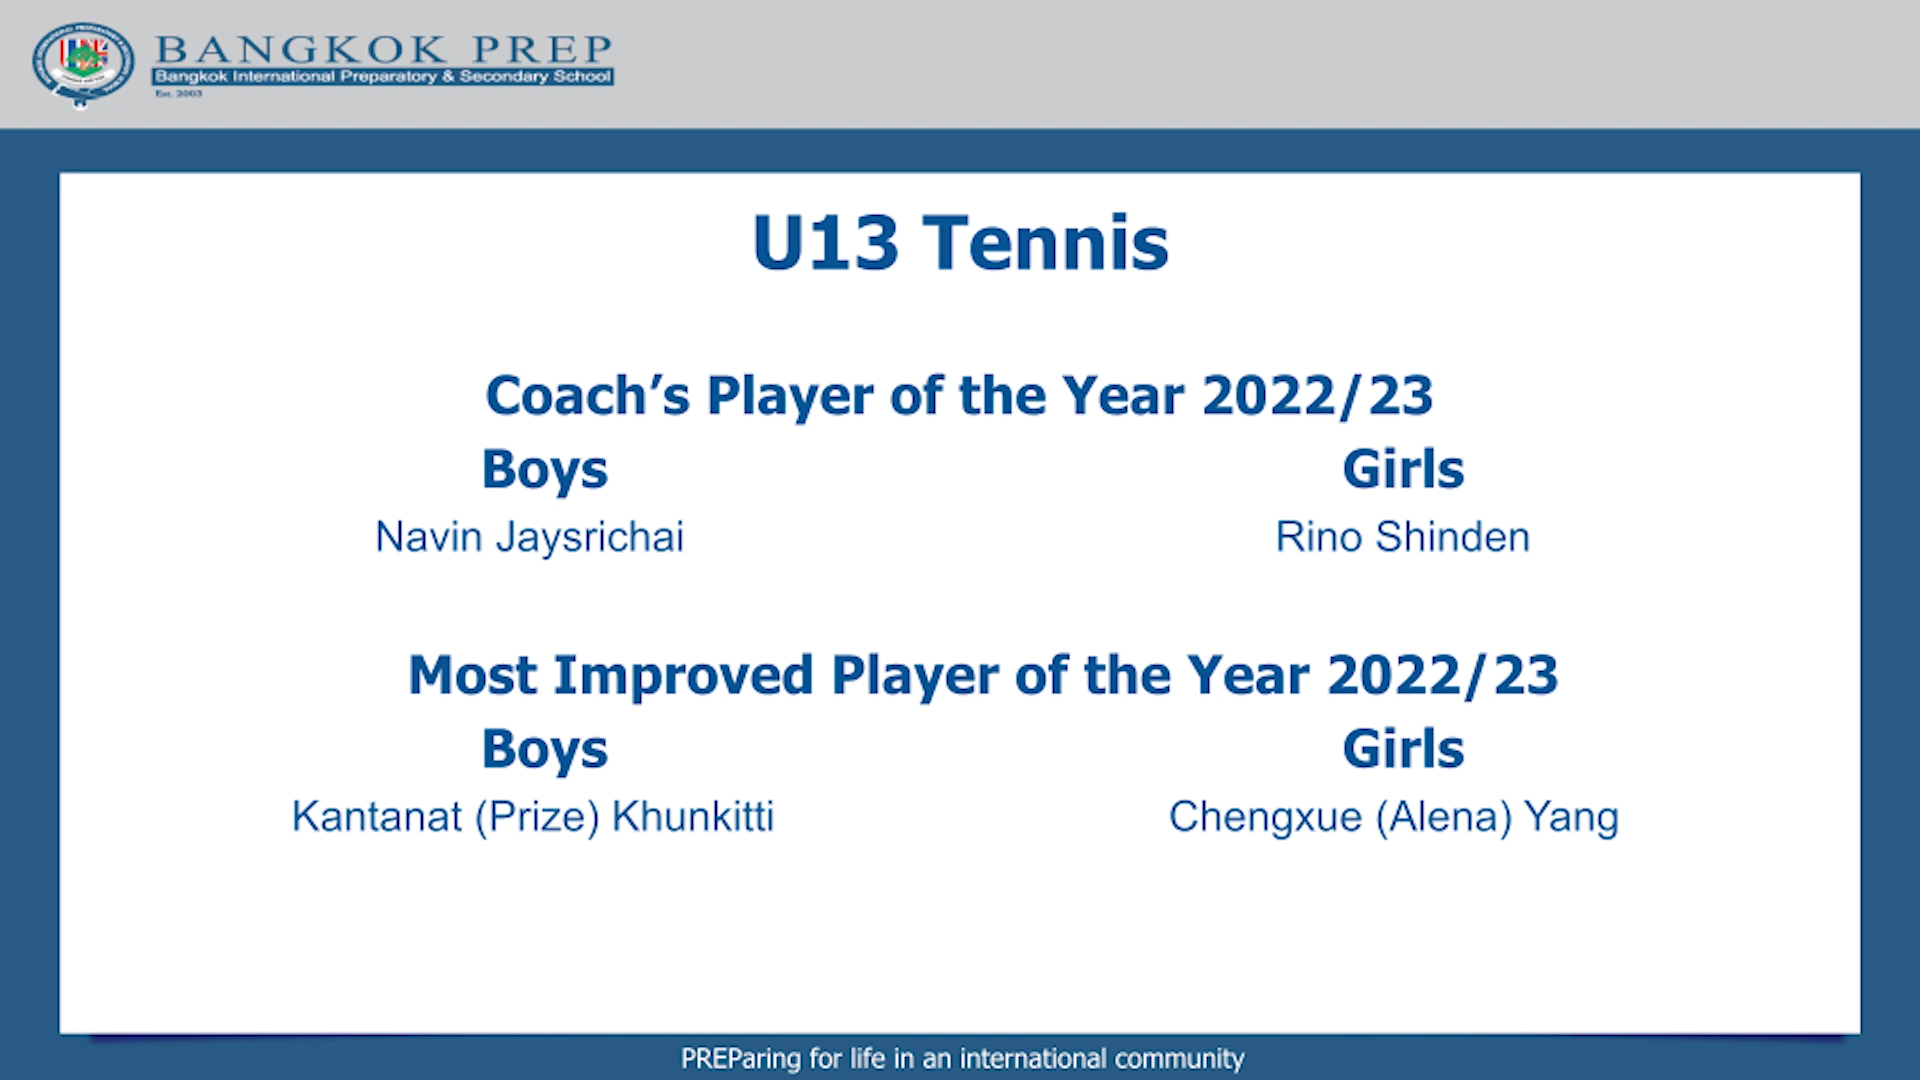 BANGKOK PREP
Bangkok International Preparatory & Secondary School
Est. 2003
U13 Tennis
Coach’s Player of the Year 2022/23
Boys Girls
Navin Jaysrichai Rino Shinden
Most Improved Player of the Year 2022/23
Boys Girls
Kantanat (Prize) Khunkitti Chengxue (Alena) Yang
PREParing for life in an international community